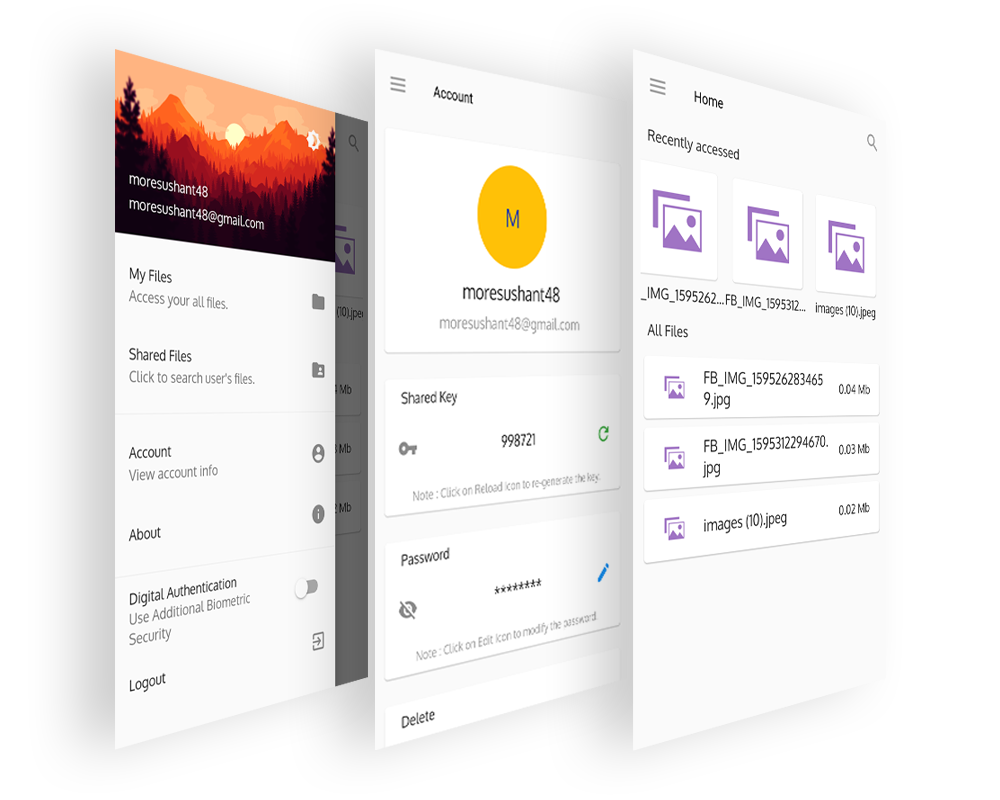 moresushant48
moresushant48@gmail.com
My Files
Access your all files.
Shared Files
Click to search user's files.
Account
View account info
About
Digital Authentication
Use Additional Biometric
Security
Logout
(10).jpe
Mb
Mb
Mb
Account
M
moresushant48
moresushant48@gmail.com
Shared Key
998721
Note : Click on Reload Icon to re-generate the key.
Password
********
Note : Click on Edit Icon to modify the password.
Delete
Home
Recently accessed
_IMG_1595262... FB_IMG_1595312... images (10).jpeg
All Files
FB_IMG_159526283465
9.jpg
0.04 Mb
FB_IMG_1595312294670.
jpg
0.03 Mb
images (10).jpeg
0.02 Mb